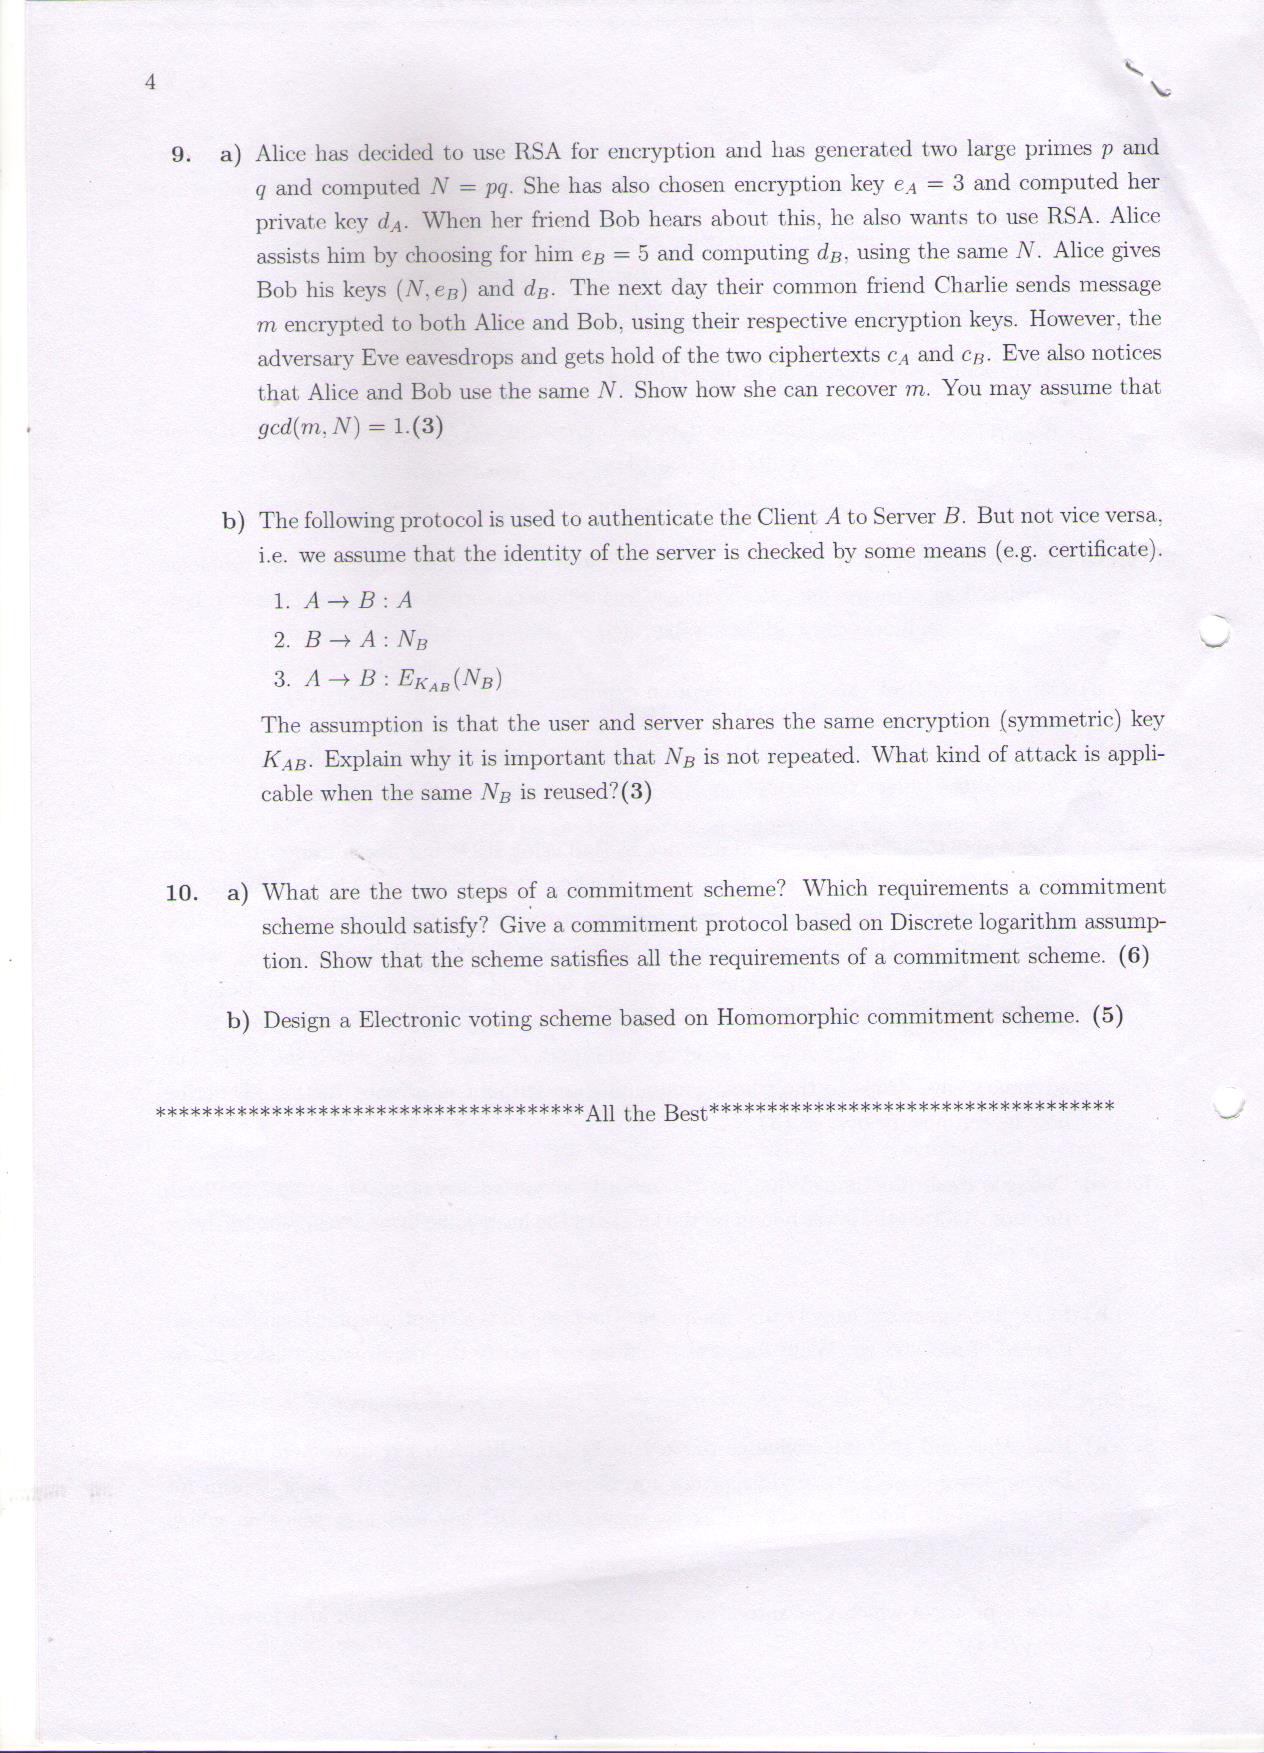 4
9. a) Alice has decided to use RSA for encryption and has generated two large primes p and
q and computed N = pq. She has also chosen encryption key e_A = 3 and computed her
private key d_A. When her friend Bob hears about this, he also wants to use RSA. Alice
assists him by choosing for him e_B = 5 and computing d_B, using the same N. Alice gives
Bob his keys (N, e_B) and d_B. The next day their common friend Charlie sends message
m encrypted to both Alice and Bob, using their respective encryption keys. However, the
adversary Eve eavesdrops and gets hold of the two ciphertexts c_A and c_B. Eve also notices
that Alice and Bob use the same N. Show how she can recover m. You may assume that
gcd(m, N) = 1.(3)
b) The following protocol is used to authenticate the Client A to Server B. But not vice versa,
i.e. we assume that the identity of the server is checked by some means (e.g. certificate).
1. A → B : A
2. B → A : N_B
3. A → B : E_{K_{AB}}(N_B)
The assumption is that the user and server shares the same encryption (symmetric) key
K_{AB}. Explain why it is important that N_B is not repeated. What kind of attack is appli-
cable when the same N_B is reused?(3)
10. a) What are the two steps of a commitment scheme? Which requirements a commitment
scheme should satisfy? Give a commitment protocol based on Discrete logarithm assump-
tion. Show that the scheme satisfies all the requirements of a commitment scheme. (6)
b) Design a Electronic voting scheme based on Homomorphic commitment scheme. (5)
*************************************All the Best***********************************